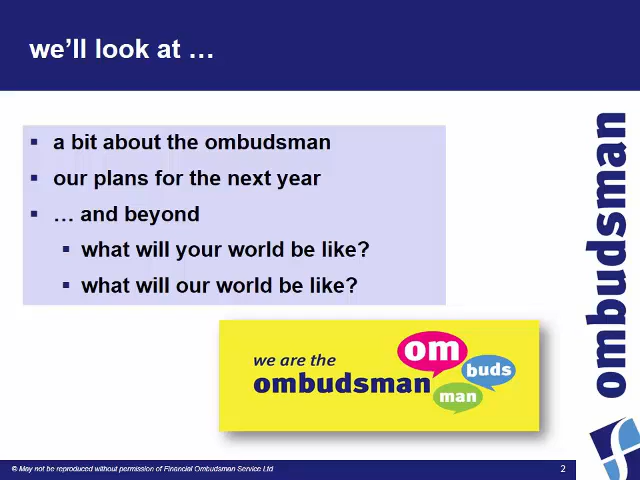 we'll look at …
▪ a bit about the ombudsman
▪ our plans for the next year
▪ … and beyond
▪ what will your world be like?
▪ what will our world be like?
we are the
ombudsman
om
buds
man
ombudsman
© May not be reproduced without permission of Financial Ombudsman Service Ltd
2